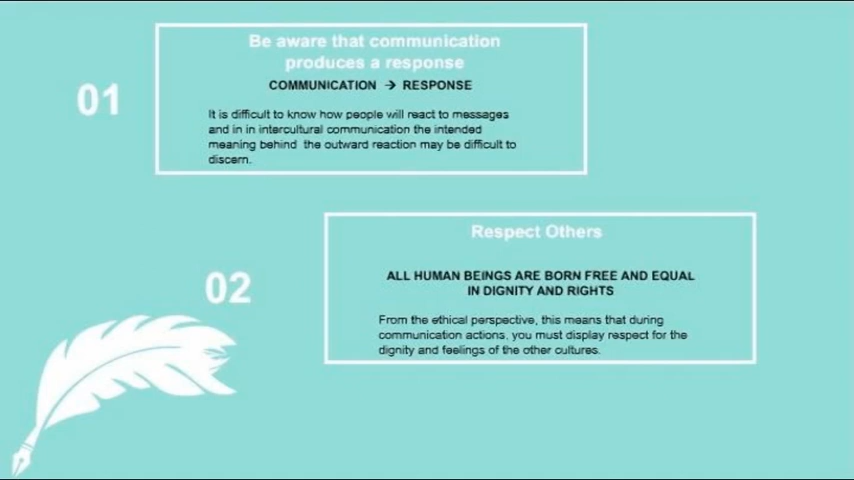 01
Be aware that communication
produces a response
COMMUNICATION → RESPONSE
It is difficult to know how people will react to messages
and in in intercultural communication the intended
meaning behind the outward reaction may be difficult to
discern.
02
Respect Others
ALL HUMAN BEINGS ARE BORN FREE AND EQUAL
IN DIGNITY AND RIGHTS
From the ethical perspective, this means that during
communication actions, you must display respect for the
dignity and feelings of the other cultures.